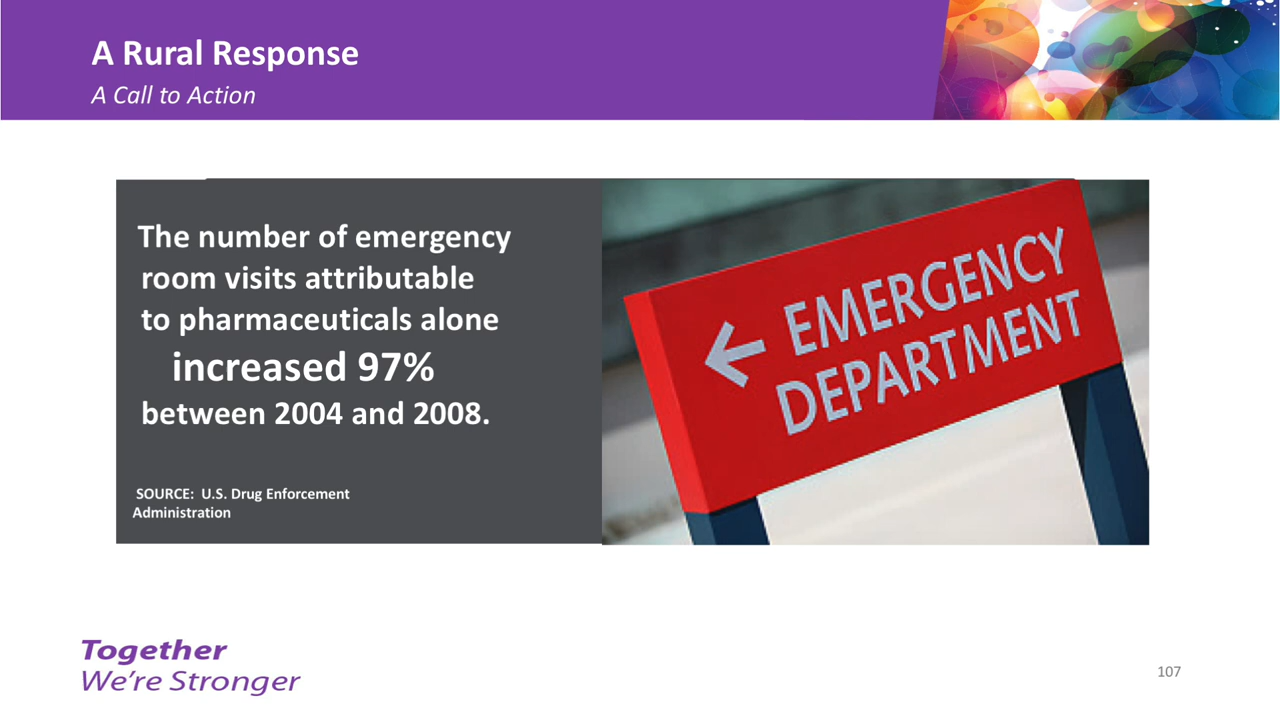 A Rural Response
A Call to Action
The number of emergency
room visits attributable
to pharmaceuticals alone
increased 97%
between 2004 and 2008.
SOURCE: U.S. Drug Enforcement
Administration
← EMERGENCY
DEPARTMENT
Together
We're Stronger
107